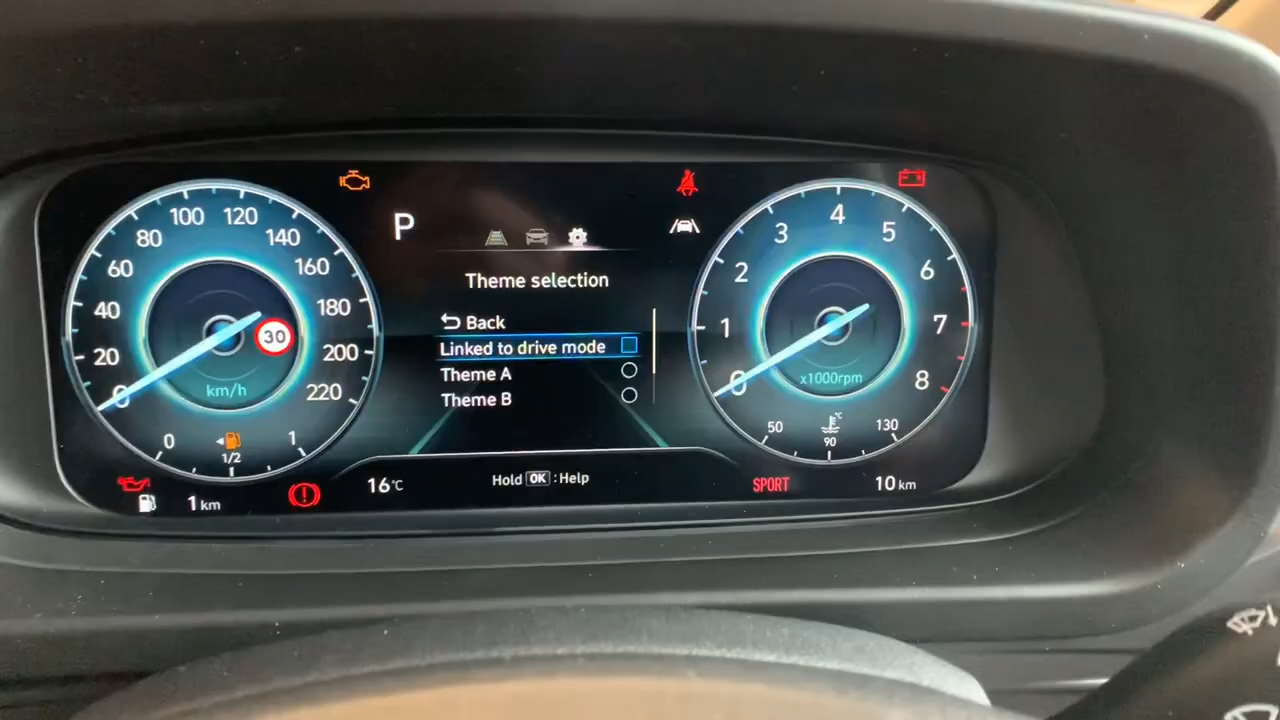 0
20
40
60
80
100
120
140
160
180
200
220
30
km/h
0
1/2
1
1 km
P
Theme selection
Back
Linked to drive mode
Theme A
Theme B
16°C
Hold OK : Help
SPORT
10 km
0
1
2
3
4
5
6
7
8
x1000rpm
50
°C
90
130